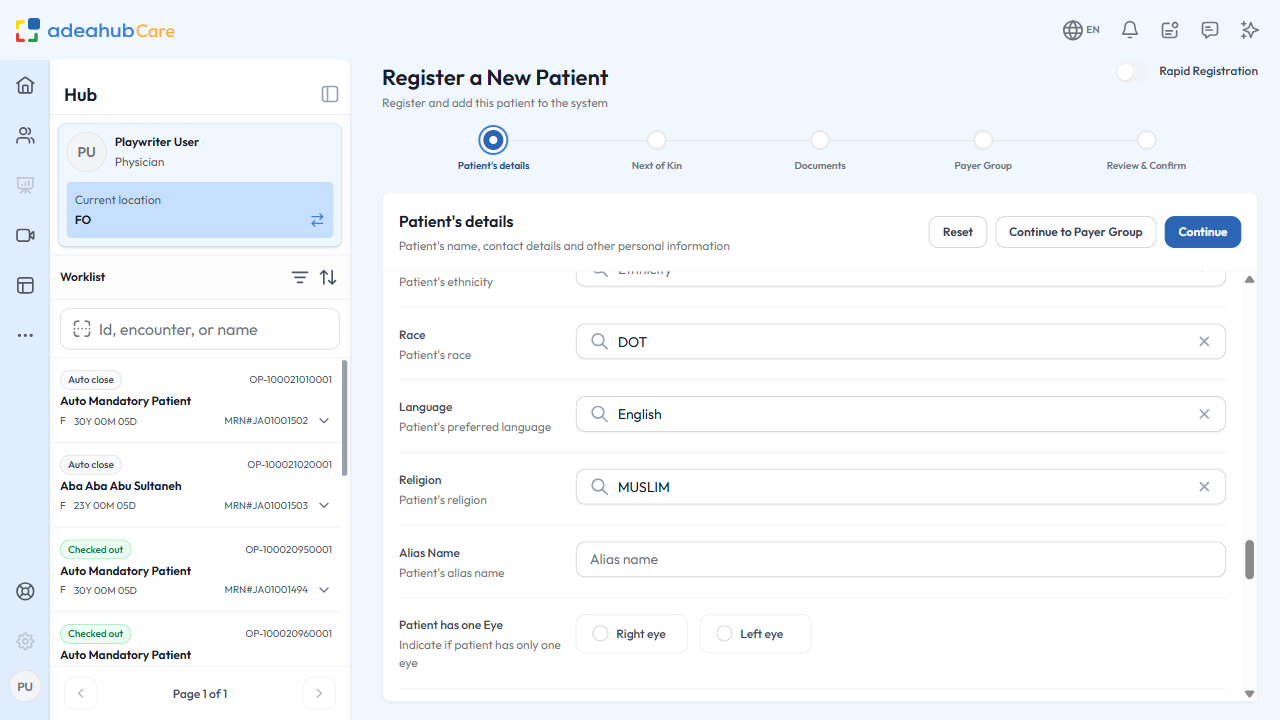 adeahub Care
EN
Hub
PU
Playwriter User
Physician
Current location
FO
Worklist
Id, encounter, or name
Auto close
OP-100021010001
Auto Mandatory Patient
F 30Y 00M 05D
MRN#JA01001502
Auto close
OP-100021020001
Aba Aba Abu Sultaneh
F 23Y 00M 05D
MRN#JA01001503
Checked out
OP-100020950001
Auto Mandatory Patient
F 30Y 00M 05D
MRN#JA01001494
Checked out
OP-100020960001
Auto Mandatory Patient
Page 1 of 1
PU
Register a New Patient
Register and add this patient to the system
Rapid Registration
Patient's details
Next of Kin
Documents
Payer Group
Review & Confirm
Patient's details
Patient's name, contact details and other personal information
Reset
Continue to Payer Group
Continue
Patient's ethnicity
Ethnicity
Race
Patient's race
DOT
Language
Patient's preferred language
English
Religion
Patient's religion
MUSLIM
Alias Name
Patient's alias name
Alias name
Patient has one Eye
Indicate if patient has only one
eye
Right eye
Left eye